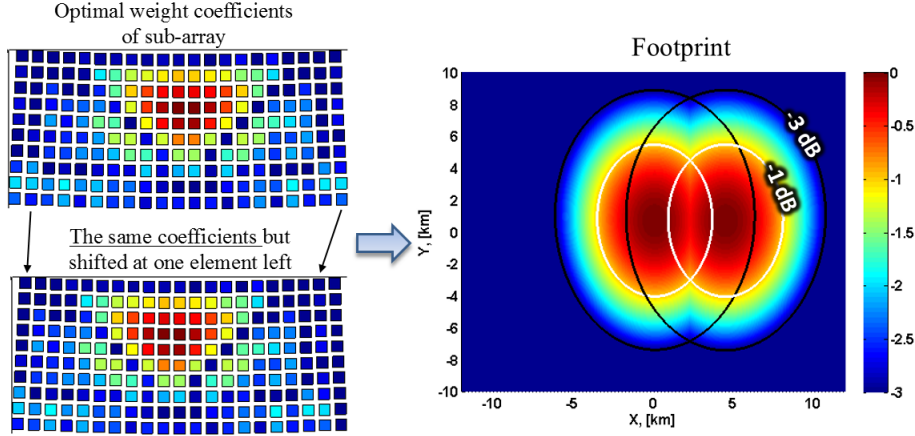 Optimal weight coefficients
of sub-array
The same coefficients but
shifted at one element left
Footprint
10
8
6
4
2
0
-2
-4
-6
-8
-10
Y, [km]
-10
-5
0
5
10
X, [km]
-3 dB
-1 dB
0
-0.5
-1
-1.5
-2
-2.5
-3